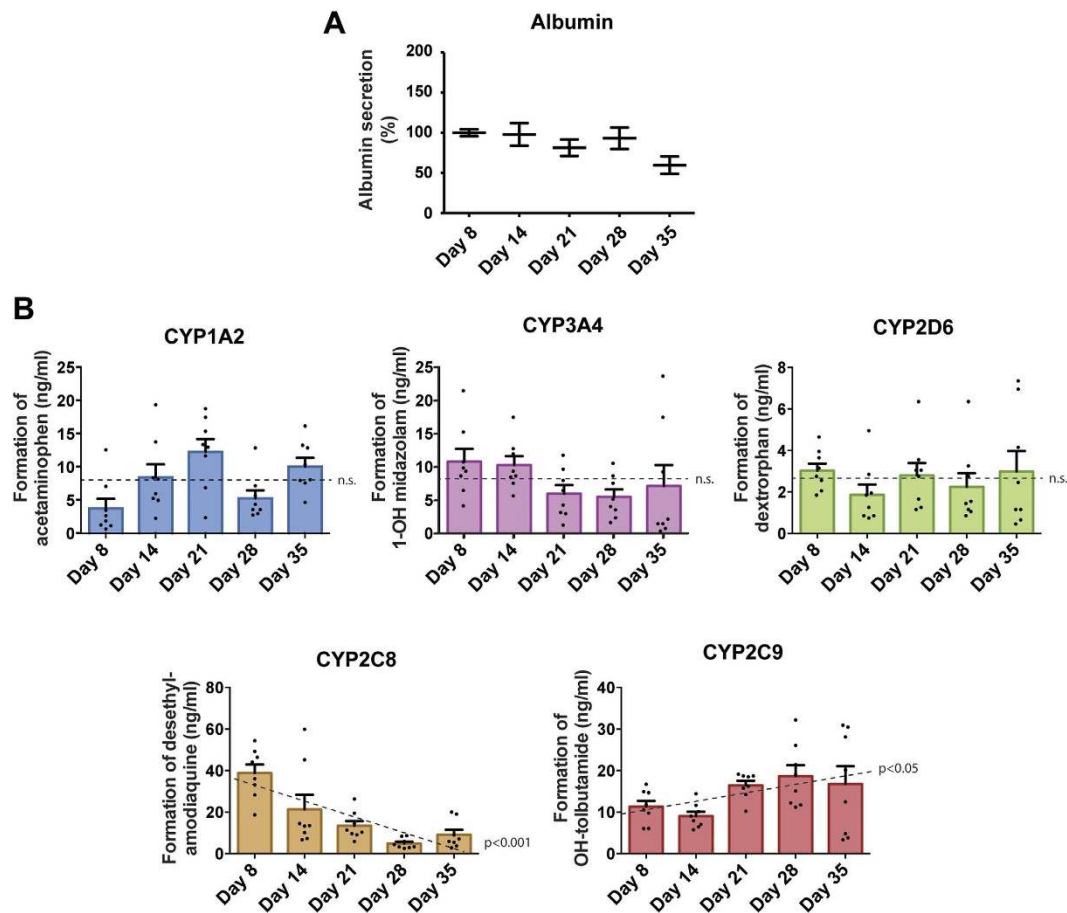 A
Albumin
Albumin secretion
(%)
200
150
100
50
0
Day 8
Day 14
Day 21
Day 28
Day 35
B
CYP1A2
Formation of
acetaminophen (ng/ml)
25
20
15
10
5
0
n.s.
Day 8
Day 14
Day 21
Day 28
Day 35
CYP3A4
Formation of
1-OH midazolam (ng/ml)
25
20
15
10
5
0
n.s.
Day 8
Day 14
Day 21
Day 28
Day 35
CYP2D6
Formation of
dextrorphan (ng/ml)
8
6
4
2
0
n.s.
Day 8
Day 14
Day 21
Day 28
Day 35
CYP2C8
Formation of desethyl-
amodiaquine (ng/ml)
80
60
40
20
0
p<0.001
Day 8
Day 14
Day 21
Day 28
Day 35
CYP2C9
Formation of
OH-tolbutamide (ng/ml)
40
30
20
10
0
p<0.05
Day 8
Day 14
Day 21
Day 28
Day 35